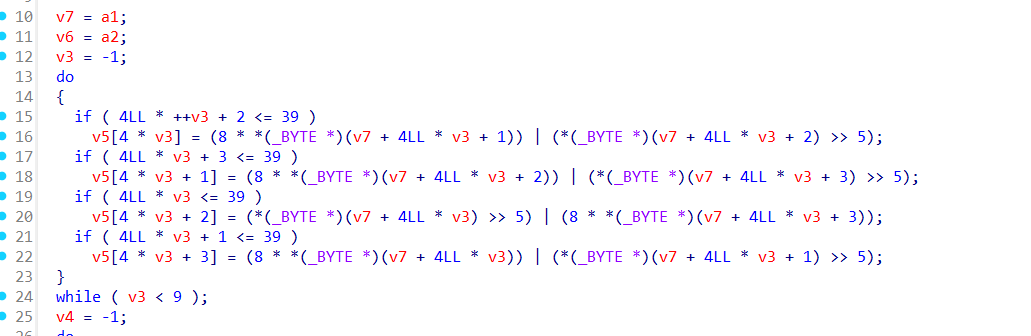 10 v7 = a1;
11 v6 = a2;
12 v3 = -1;
13 do
14 {
15 if ( 4LL * ++v3 + 2 <= 39 )
16 v5[4 * v3] = (8 * *(_BYTE *)(v7 + 4LL * v3 + 1)) | (*(_BYTE *)(v7 + 4LL * v3 + 2) >> 5);
17 if ( 4LL * v3 + 3 <= 39 )
18 v5[4 * v3 + 1] = (8 * *(_BYTE *)(v7 + 4LL * v3 + 2)) | (*(_BYTE *)(v7 + 4LL * v3 + 3) >> 5);
19 if ( 4LL * v3 <= 39 )
20 v5[4 * v3 + 2] = (*(_BYTE *)(v7 + 4LL * v3) >> 5) | (8 * *(_BYTE *)(v7 + 4LL * v3 + 3));
21 if ( 4LL * v3 + 1 <= 39 )
22 v5[4 * v3 + 3] = (8 * *(_BYTE *)(v7 + 4LL * v3)) | (*(_BYTE *)(v7 + 4LL * v3 + 1) >> 5);
23 }
24 while ( v3 < 9 );
25 v4 = -1;